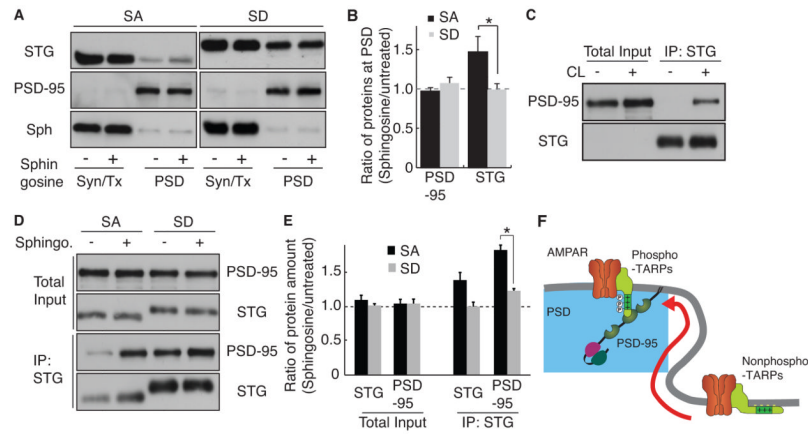 A
SA
SD
STG
PSD-95
Sph
Sphin
gosine
- + - + - + - +
Syn/Tx
PSD
Syn/Tx
PSD
B
SA
SD
*
Ratio of proteins at PSD
(Sphingosine/untreated)
1.5
1.0
0
PSD
-95
STG
C
Total Input
IP: STG
CL
- + - +
PSD-95
STG
D
SA
SD
Sphingo.
- + - +
Total
Input
PSD-95
STG
IP:
STG
PSD-95
STG
E
SA
SD
*
Ratio of protein amount
(Sphingosine/untreated)
1.5
1.0
0
STG
PSD
-95
STG
PSD
-95
Total Input
IP: STG
F
AMPAR
Phospho
-TARPs
PSD
PSD-95
Nonphospho
-TARPs